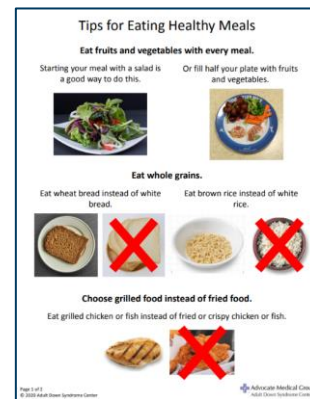 Tips for Eating Healthy Meals
Eat fruits and vegetables with every meal.
Starting your meal with a salad is
a good way to do this.
Or fill half your plate with fruits
and vegetables.
Eat whole grains.
Eat wheat bread instead of white
bread.
Eat brown rice instead of white
rice.
Choose grilled food instead of fried food.
Eat grilled chicken or fish instead of fried or crispy chicken or fish.
Page 1 of 2
© 2020 Adult Down Syndrome Center
Advocate Medical Gro
Adult Down Syndrome Center